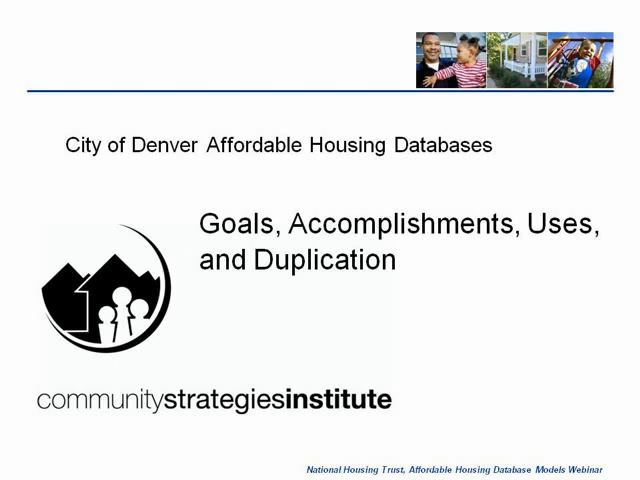 City of Denver Affordable Housing Databases
Goals, Accomplishments, Uses,
and Duplication
communitystrategiesinstitute
National Housing Trust, Affordable Housing Database Models Webinar